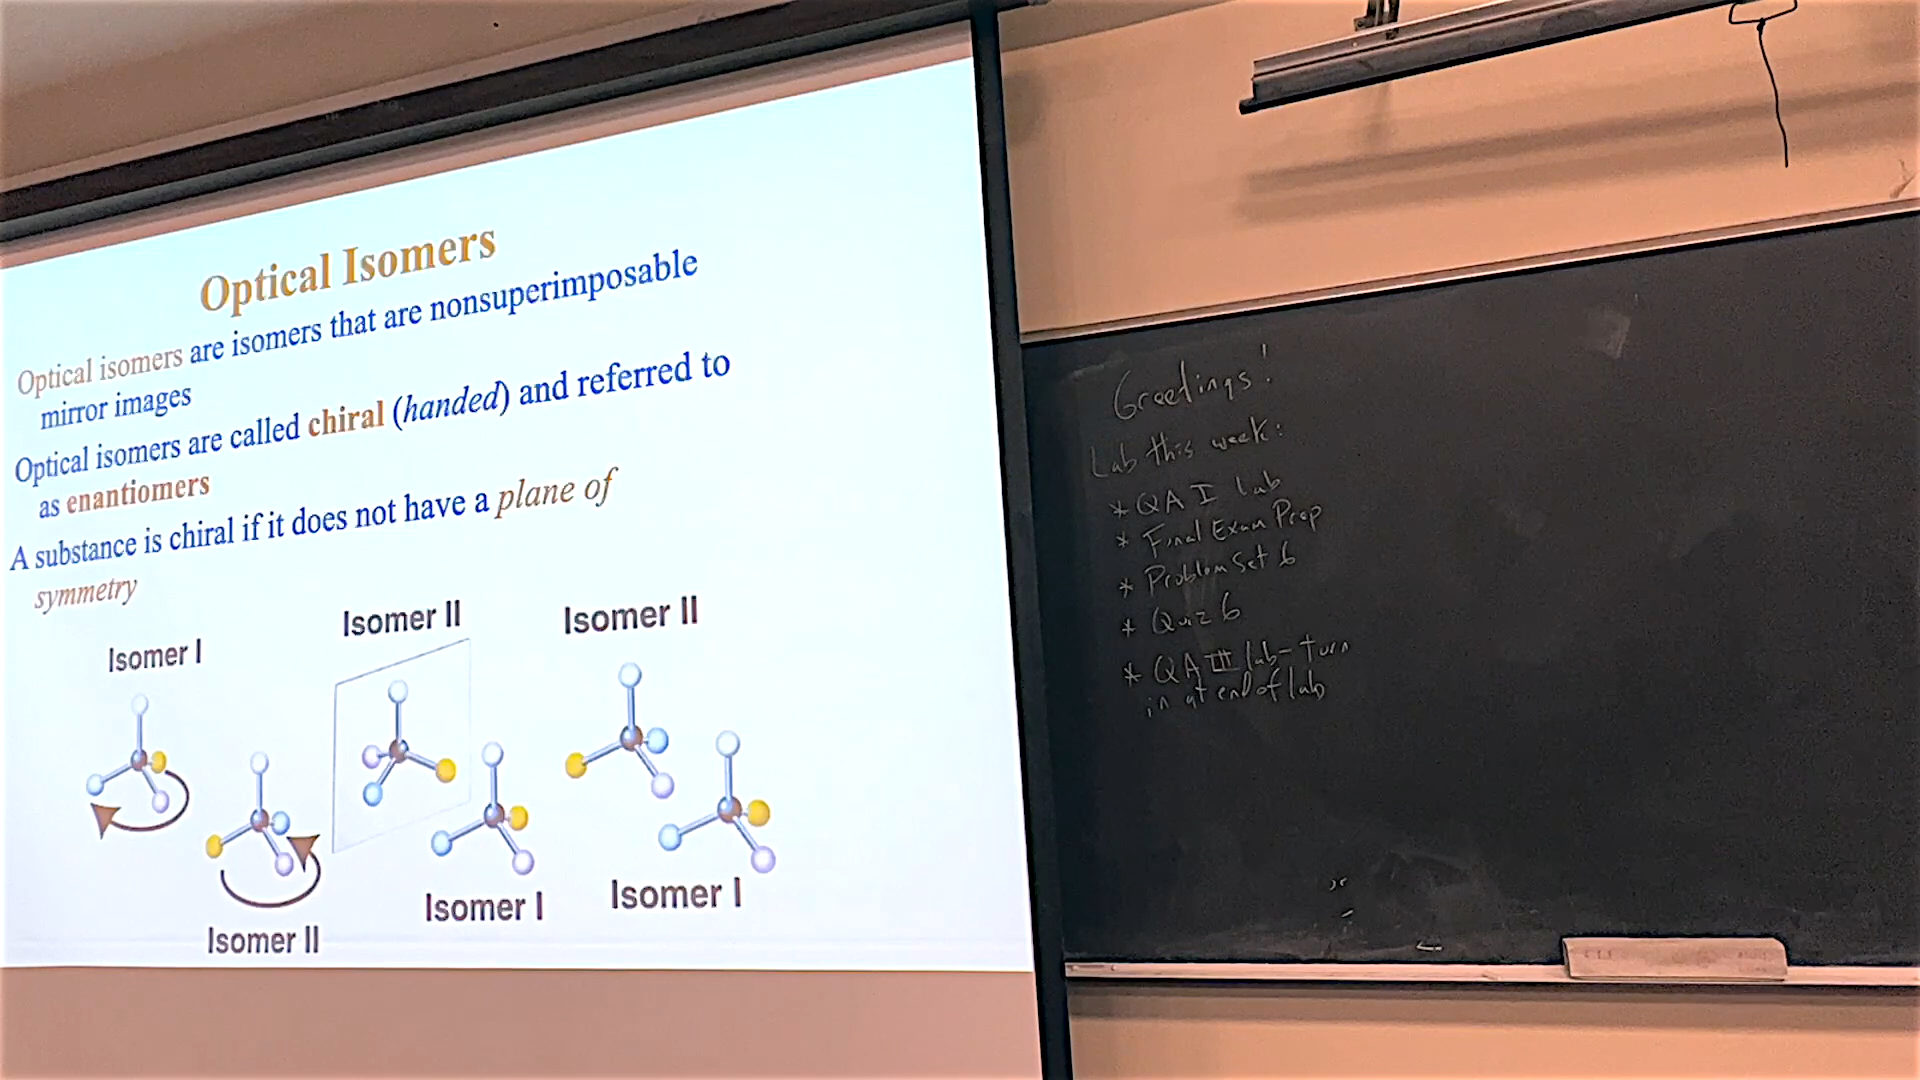 Optical Isomers
Optical isomers are isomers that are nonsuperimposable
mirror images
Optical isomers are called chiral (handed) and referred to
as enantiomers
A substance is chiral if it does not have a plane of
symmetry
Isomer I
Isomer II
Isomer II
Isomer II
Isomer I
Isomer I
Greetings!
Lab this week:
* QA I lab
* Final Exam Prep
* Problem Set 6
* Quiz 6
* QA III lab - turn
in at end of lab